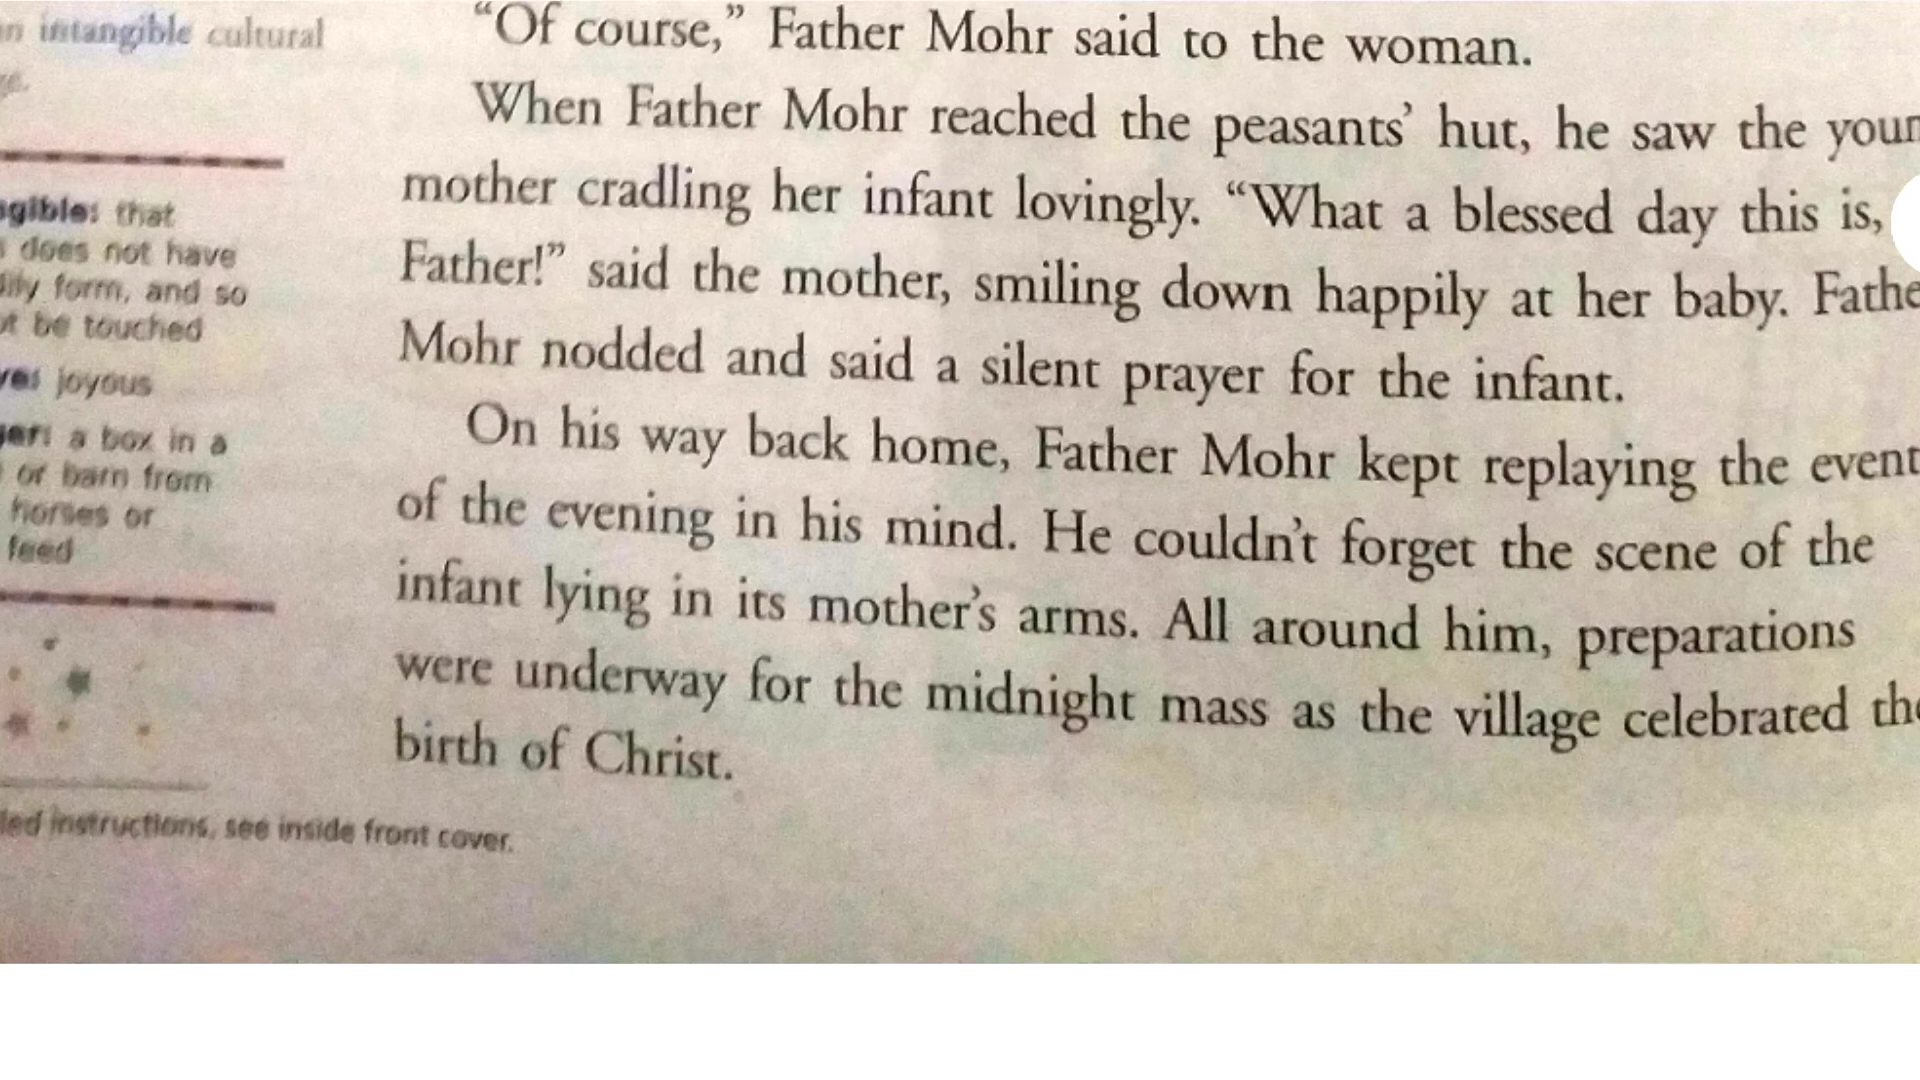 intangible cultural
that
does not have
form, and so
be touched
joyous
a box in a
or barn from
horses or
feed
"Of course," Father Mohr said to the woman.
When Father Mohr reached the peasants' hut, he saw the
mother cradling her infant lovingly. "What a blessed day this is,
Father!" said the mother, smiling down happily at her baby.
Mohr nodded and said a silent prayer for the infant.
On his way back home, Father Mohr kept replaying the event
of the evening in his mind. He couldn't forget the scene of the
infant lying in its mother's arms. All around him, preparations
were underway for the midnight mass as the village celebrated the
birth of Christ.
instructions, see inside front cover.